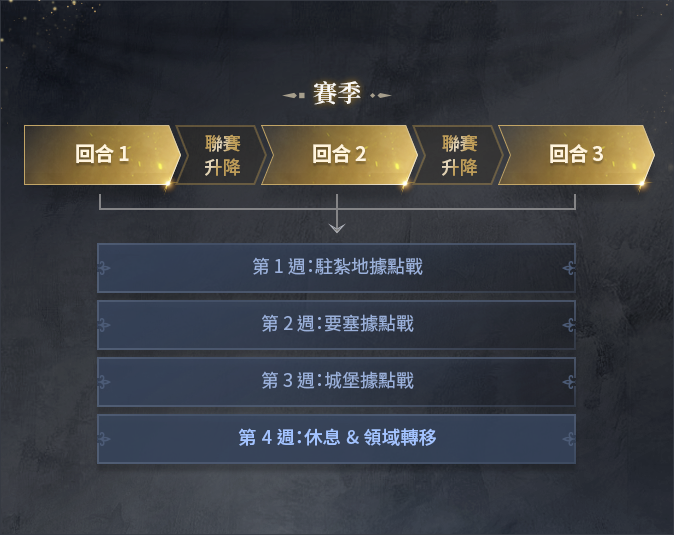 賽季
回合 1
聯賽
升降
回合 2
聯賽
升降
回合 3
第 1 週：駐紮地據點戰
第 2 週：要塞據點戰
第 3 週：城堡據點戰
第 4 週：休息 & 領域轉移